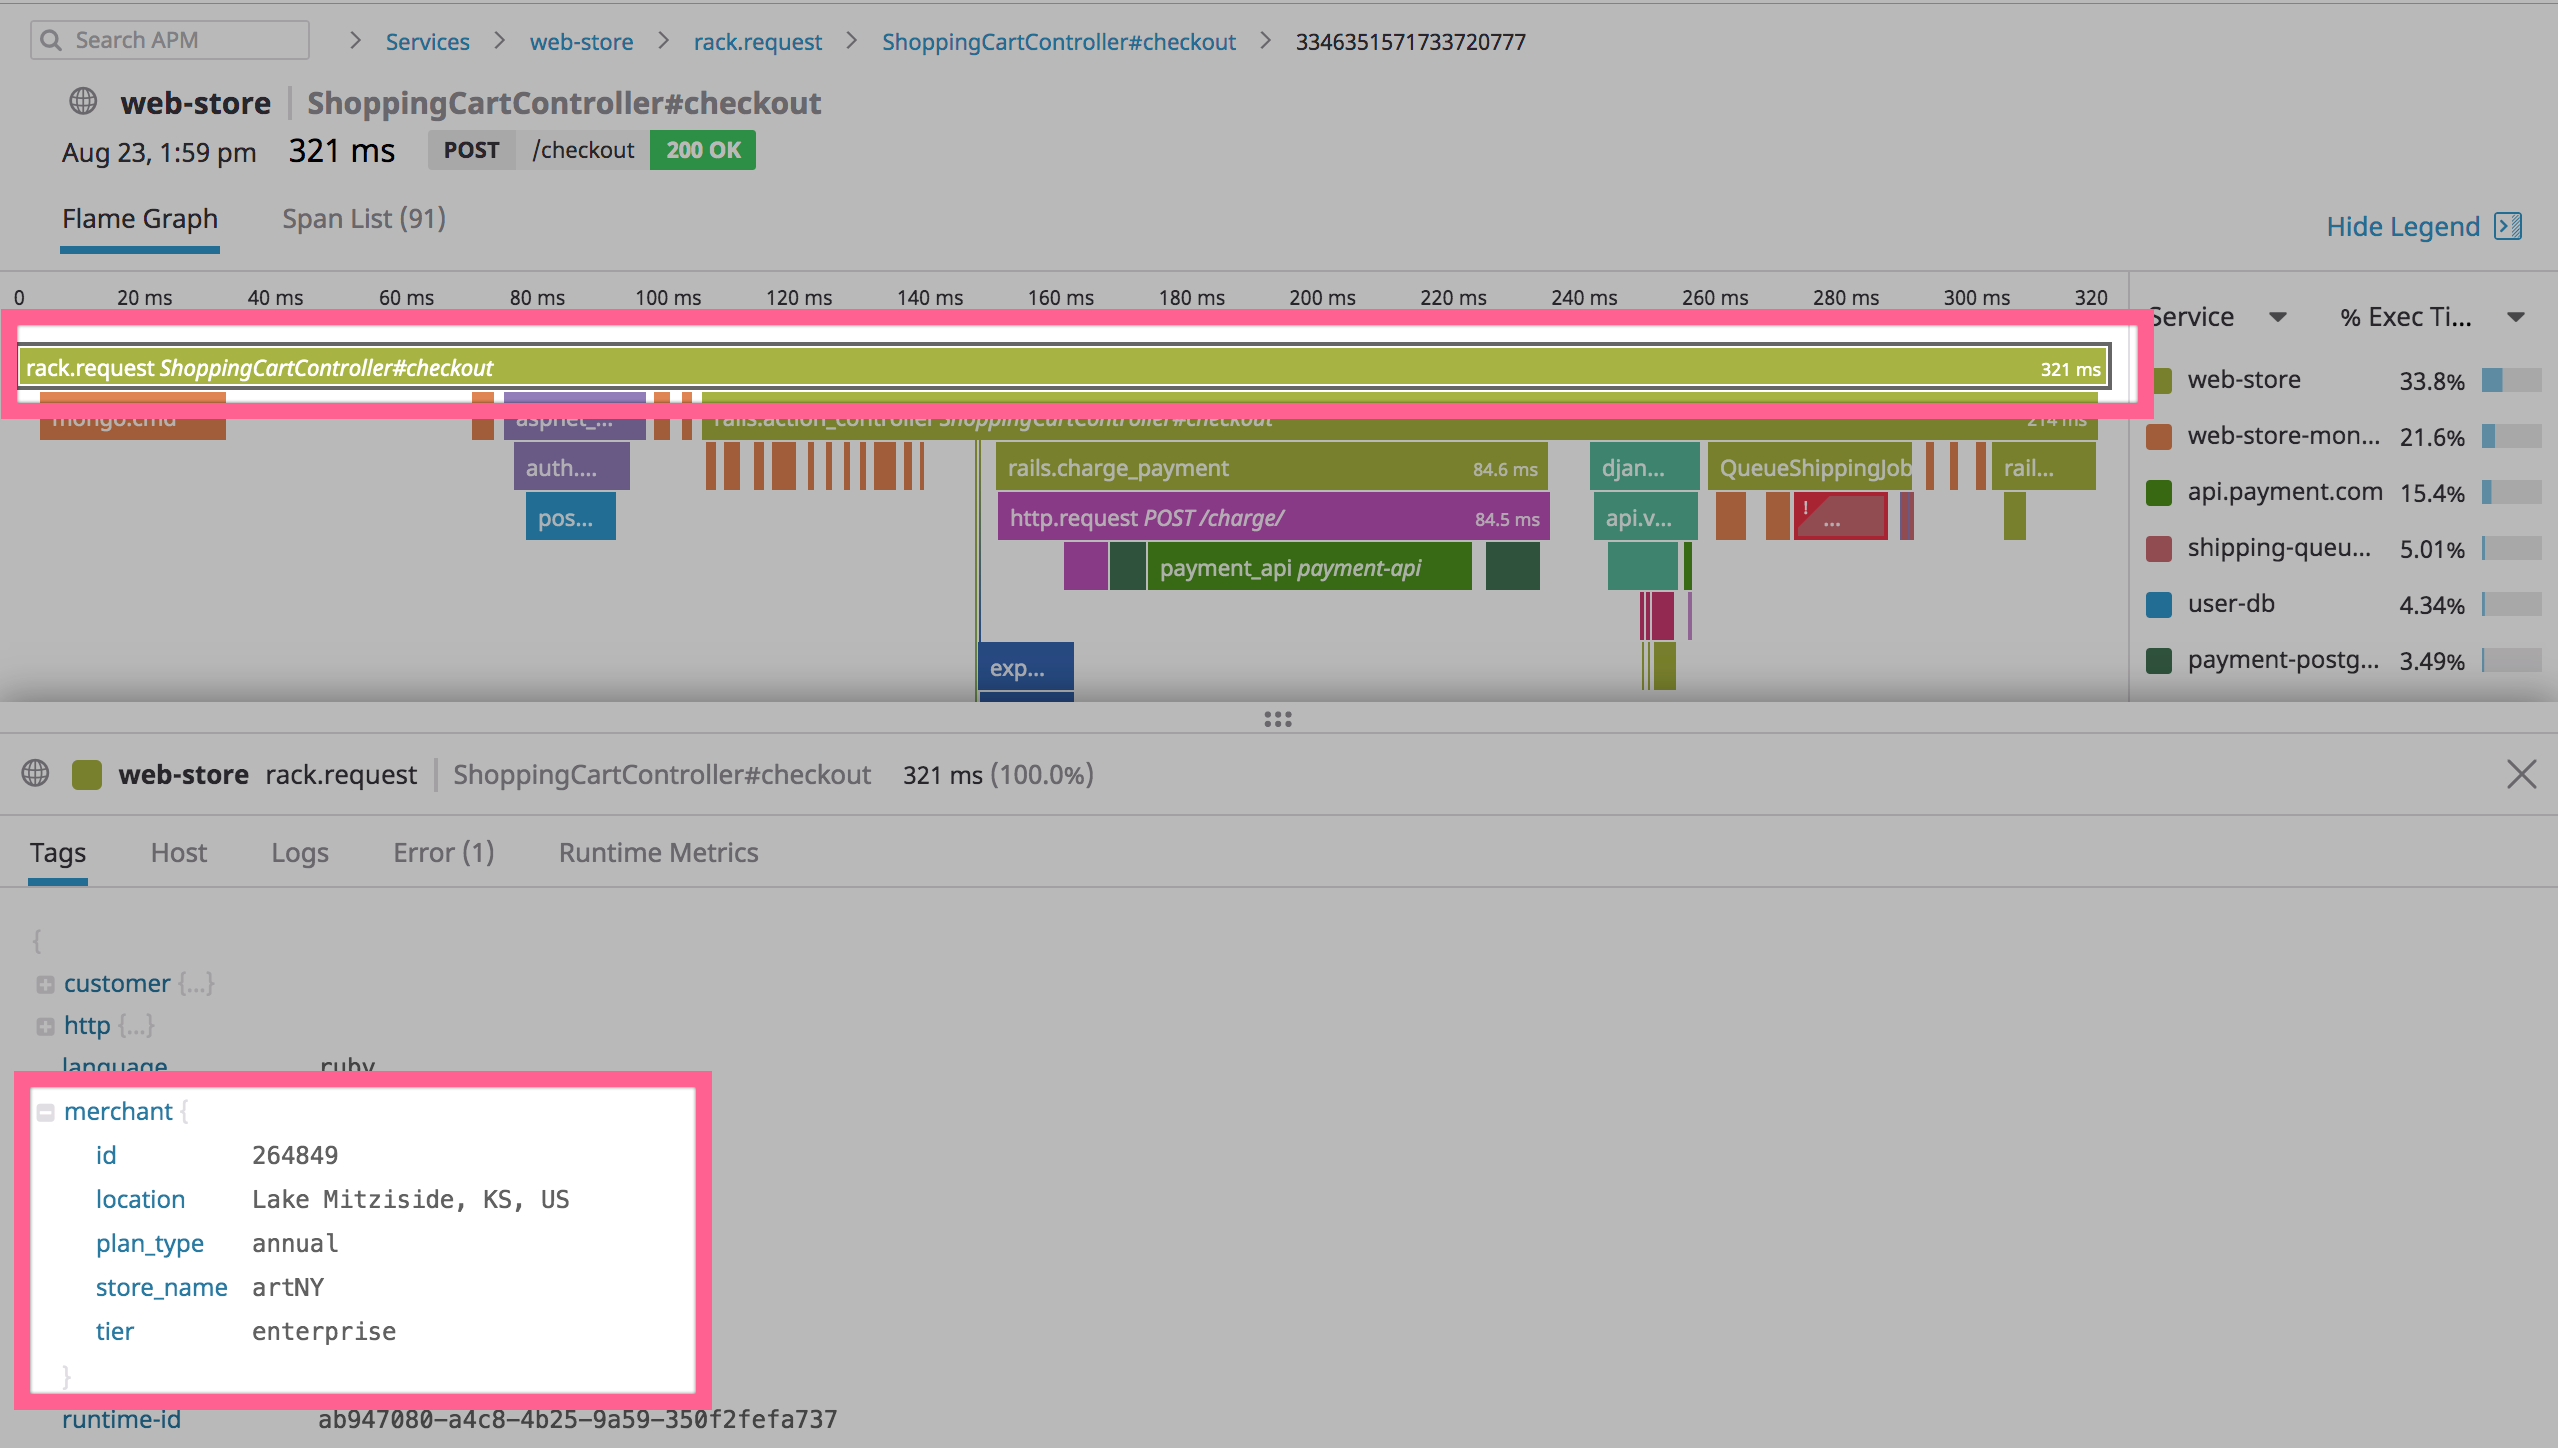 Search APM
Services
web-store
rack.request
ShoppingCartController#checkout
3346351571733720777
web-store
ShoppingCartController#checkout
Aug 23, 1:59 pm
321 ms
POST
/checkout
200 OK
Flame Graph
Span List (91)
Hide Legend
0
20 ms
40 ms
60 ms
80 ms
100 ms
120 ms
140 ms
160 ms
180 ms
200 ms
220 ms
240 ms
260 ms
280 ms
300 ms
320
Service
% Exec Ti...
rack.request ShoppingCartController#checkout
321 ms
mongo.cmd
aspnet_...
rails.action_controller ShoppingCartController#checkout
214 ms
auth....
rails.charge_payment
84.6 ms
djan...
QueueShippingJob
rail...
pos...
http.request POST /charge/
84.5 ms
api.v...
!
...
payment_api payment-api
exp...
web-store
33.8%
web-store-mon...
21.6%
api.payment.com
15.4%
shipping-queu...
5.01%
user-db
4.34%
payment-postg...
3.49%
web-store rack.request
ShoppingCartController#checkout
321 ms (100.0%)
Tags
Host
Logs
Error (1)
Runtime Metrics
{
customer {...}
http {...}
language ruby
merchant {
id 264849
location Lake Mitziside, KS, US
plan_type annual
store_name artNY
tier enterprise
}
runtime-id ab947080-a4c8-4b25-9a59-350f2fefa737